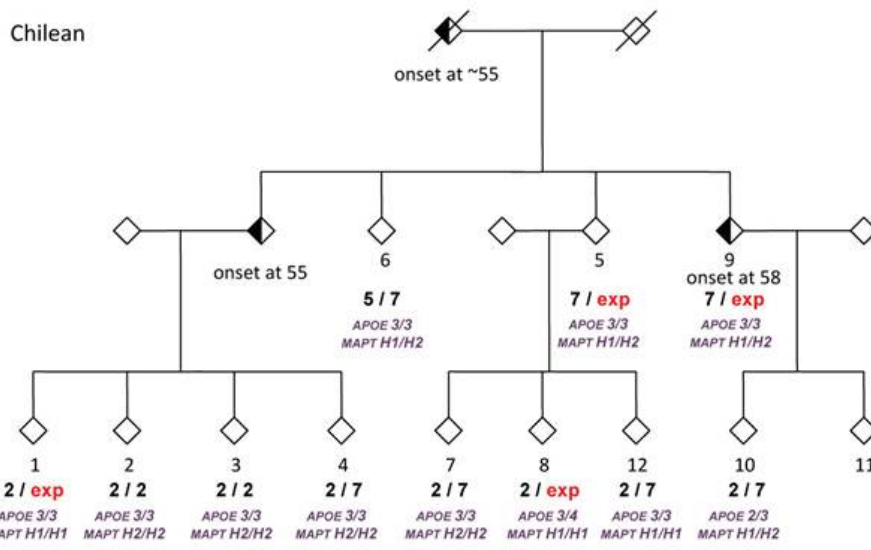 Chilean
onset at ~55
onset at 55
6
5 / 7
APOE 3/3
MAPT H1/H2
5
7 / exp
APOE 3/3
MAPT H1/H2
9
onset at 58
7 / exp
APOE 3/3
MAPT H1/H2
1
2 / exp
APOE 3/3
APT H1/H1
2
2 / 2
APOE 3/3
MAPT H2/H2
3
2 / 2
APOE 3/3
MAPT H2/H2
4
2 / 7
APOE 3/3
MAPT H2/H2
7
2 / 7
APOE 3/3
MAPT H2/H2
8
2 / exp
APOE 3/4
MAPT H1/H1
12
2 / 7
APOE 3/3
MAPT H1/H1
10
2 / 7
APOE 2/3
MAPT H1/H2
11